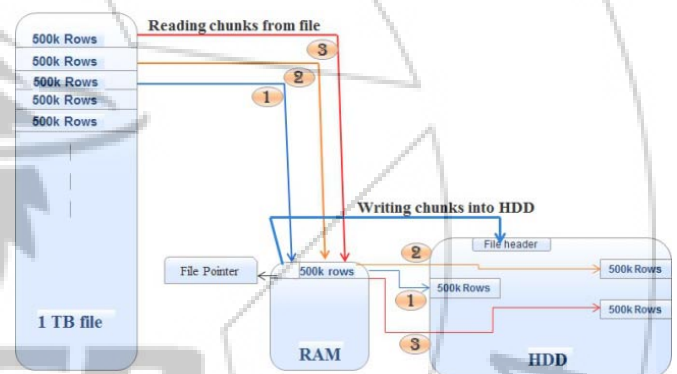 Reading chunks from file
500k Rows
500k Rows
500k Rows
500k Rows
500k Rows
3
2
1
Writing chunks into HDD
File header
2
File Pointer
500k rows
500k Rows
500k Rows
1
500k Rows
1 TB file
3
RAM
HDD